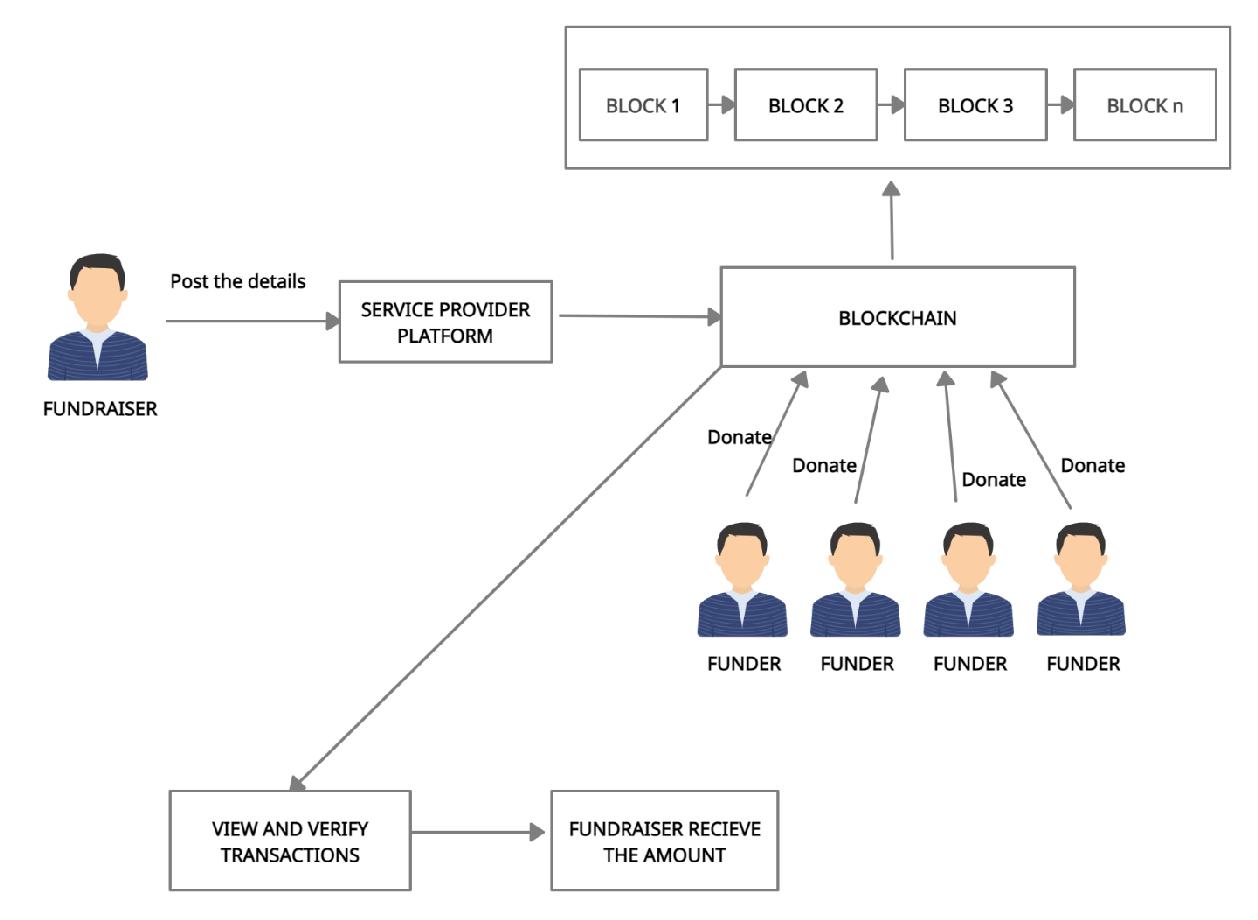 BLOCK 1
BLOCK 2
BLOCK 3
BLOCK n
Post the details
SERVICE PROVIDER
PLATFORM
BLOCKCHAIN
FUNDRAISER
Donate
Donate
Donate
Donate
FUNDER
FUNDER
FUNDER
FUNDER
VIEW AND VERIFY
TRANSACTIONS
FUNDRAISER RECIEVE
THE AMOUNT